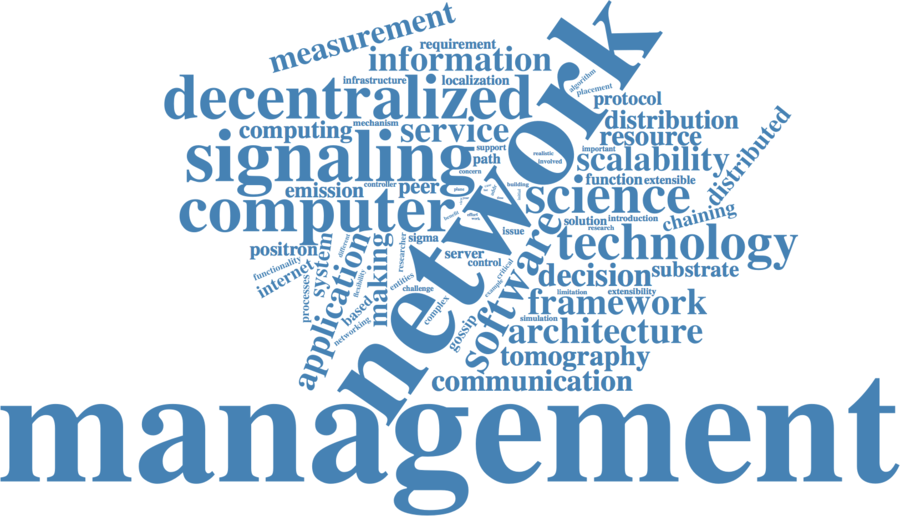 measurement
requirement
information
network
infrastructure
localization
algorithm
placement
decentralized
protocol
mechanism
distribution
computing
service
resource
support
important
realistic
signaling
path
involved
scalability
distributed
concern
controller
function
extensible
emission
peer
building
science
computer
benefit
effort
solution
introduction
chaining
research
issue
sigma
positron
different
researcher
technology
system
making
server
control
functionality
internet
software
critical
decision
substrate
application
flexibility
entities
example
challenge
limitation
extensibility
processes
based
complex
framework
networking
gossip
simulation
architecture
tomography
communication
management